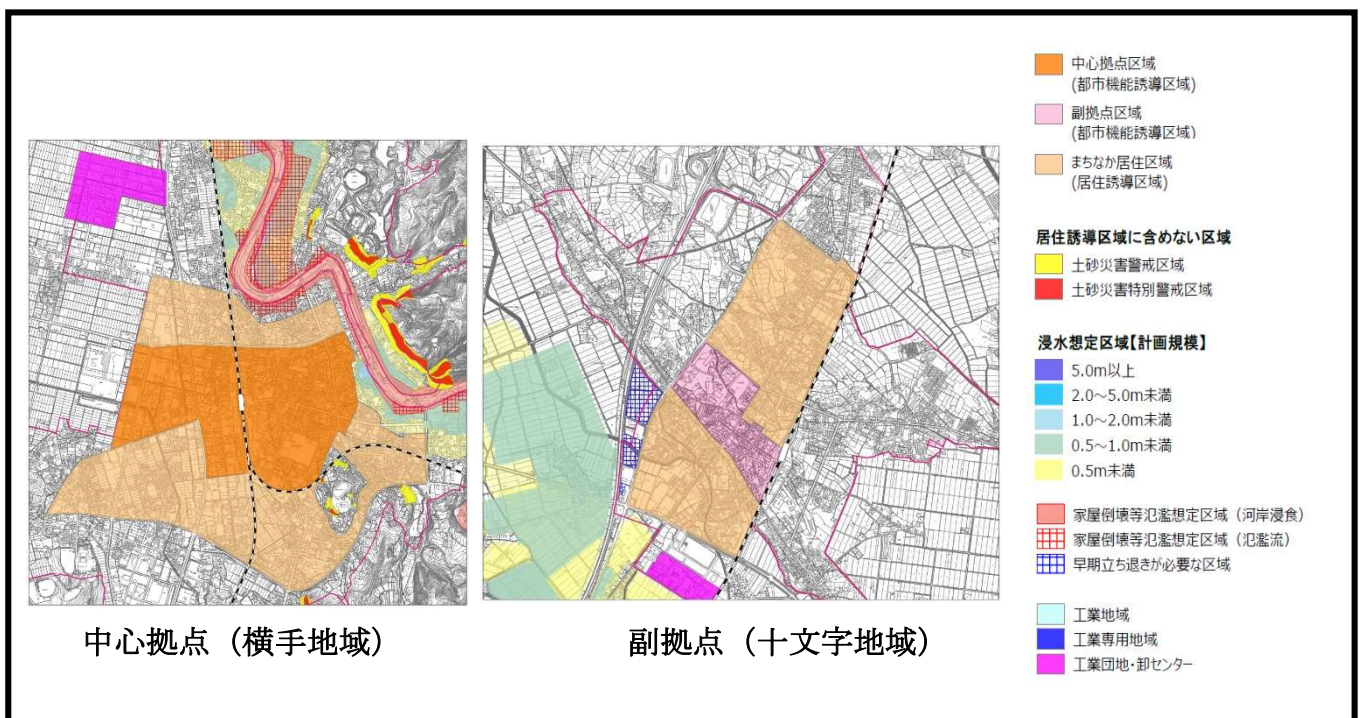 中心拠点区域
(都市機能誘導区域)
副拠点区域
(都市機能誘導区域)
まちなか居住区域
(居住誘導区域)
居住誘導区域に含めない区域
土砂災害警戒区域
土砂災害特別警戒区域
浸水想定区域【計画規模】
5.0m以上
2.0～5.0m未満
1.0～2.0m未満
0.5～1.0m未満
0.5m未満
家屋倒壊等氾濫想定区域（河岸浸食）
家屋倒壊等氾濫想定区域（氾濫流）
早期立ち退きが必要な区域
工業地域
工業専用地域
工業団地・卸センター
中心拠点（横手地域）
副拠点（十文字地域）